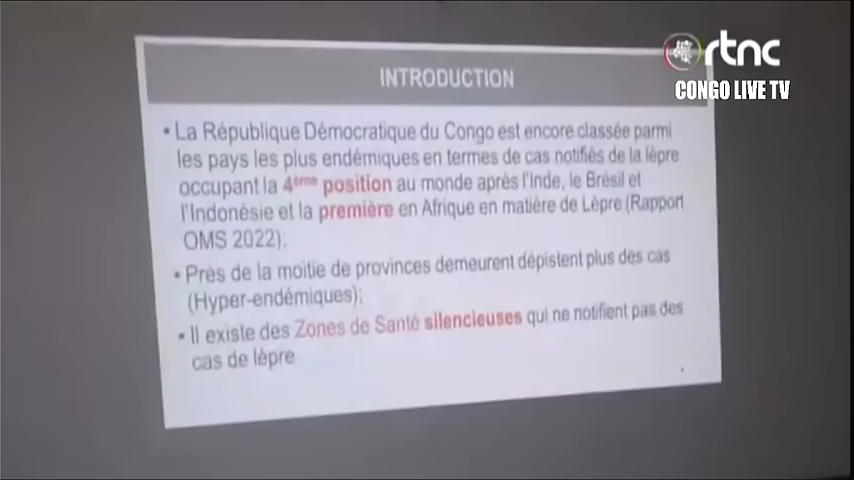 rtnc
CONGO LIVE TV
INTRODUCTION
• La République Démocratique du Congo est encore classée parmi
les pays les plus endémiques en termes de cas notifiés de la lèpre
occupant la 4ème position au monde après l'Inde, le Brésil et
l'Indonésie et la première en Afrique en matière de Lèpre (Rapport
OMS 2022).
• Près de la moitie de provinces demeurent dépistent plus des cas
(Hyper-endémiques);
• Il existe des Zones de Santé silencieuses qui ne notifient pas des
cas de lèpre